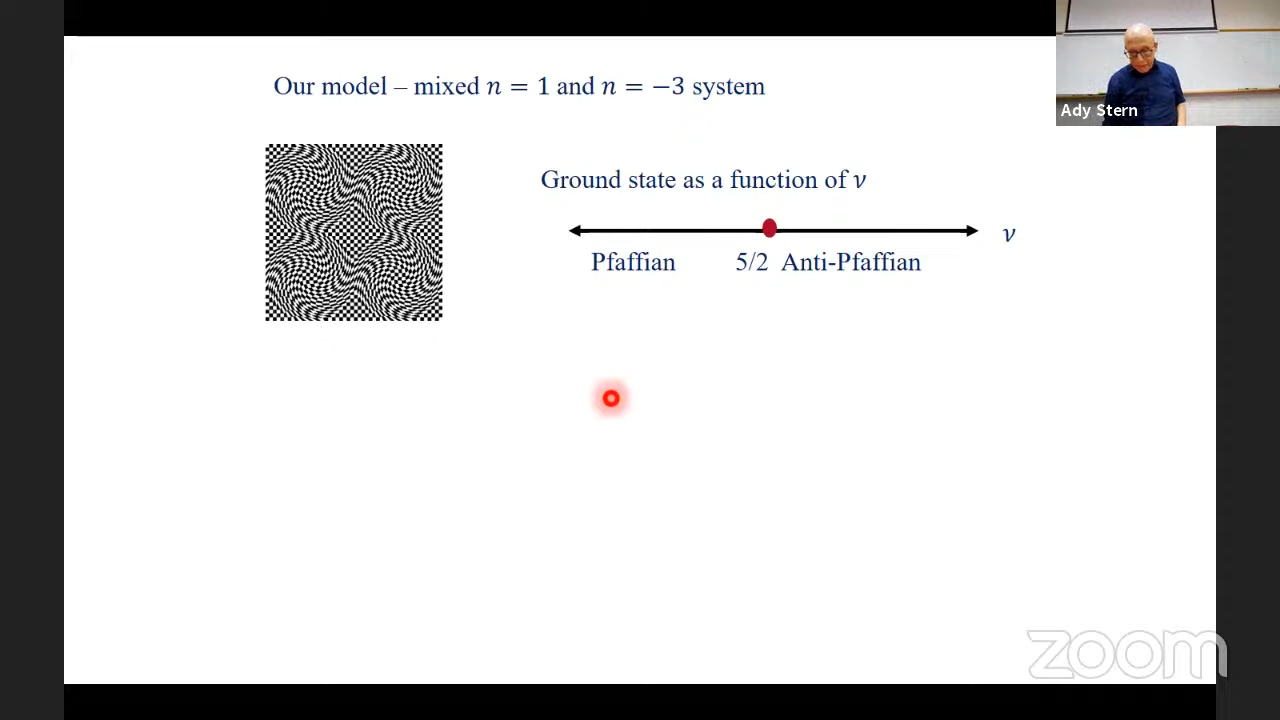 Our model – mixed n = 1 and n = −3 system
Ady Stern
Ground state as a function of ν
ν
Pfaffian 5/2 Anti-Pfaffian
zoom